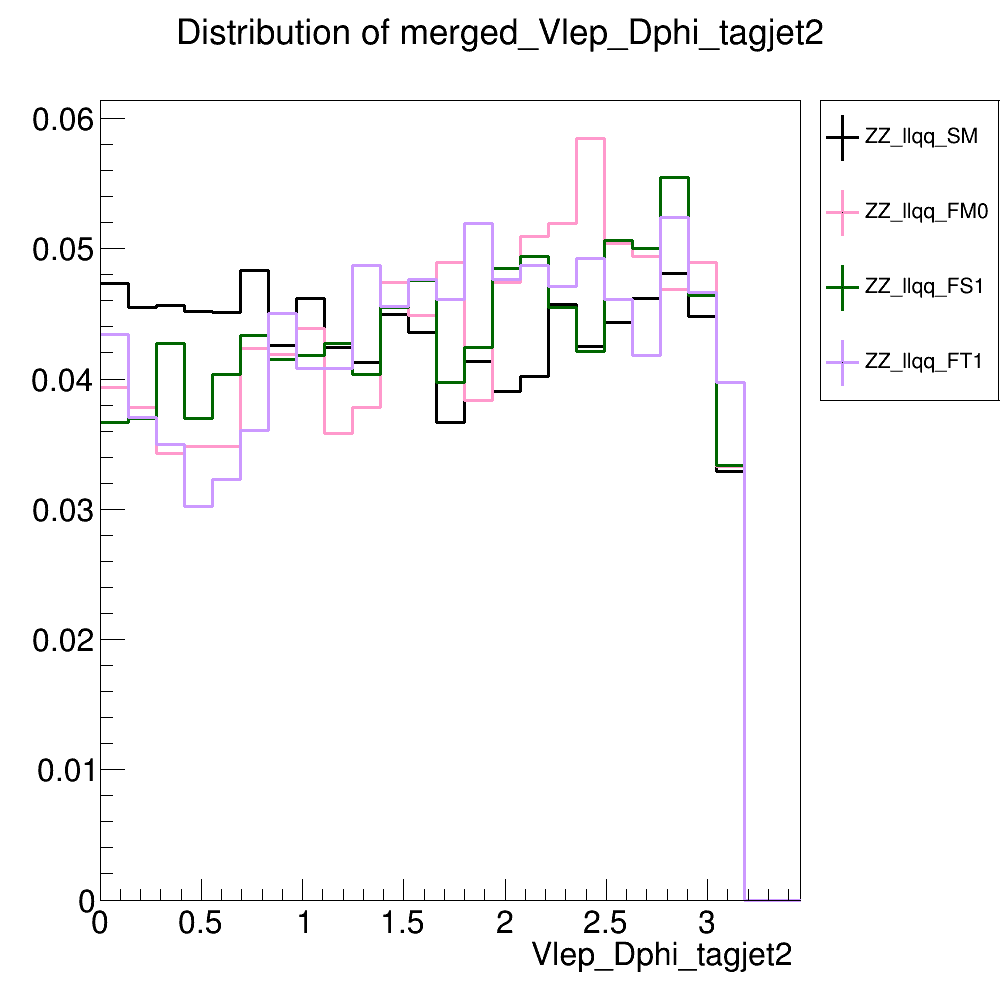 Distribution of merged_Vlep_Dphi_tagjet2
0.06
0.05
0.04
0.03
0.02
0.01
0
0 0.5 1 1.5 2 2.5 3
Vlep_Dphi_tagjet2
ZZ_llqq_SM
ZZ_llqq_FM0
ZZ_llqq_FS1
ZZ_llqq_FT1